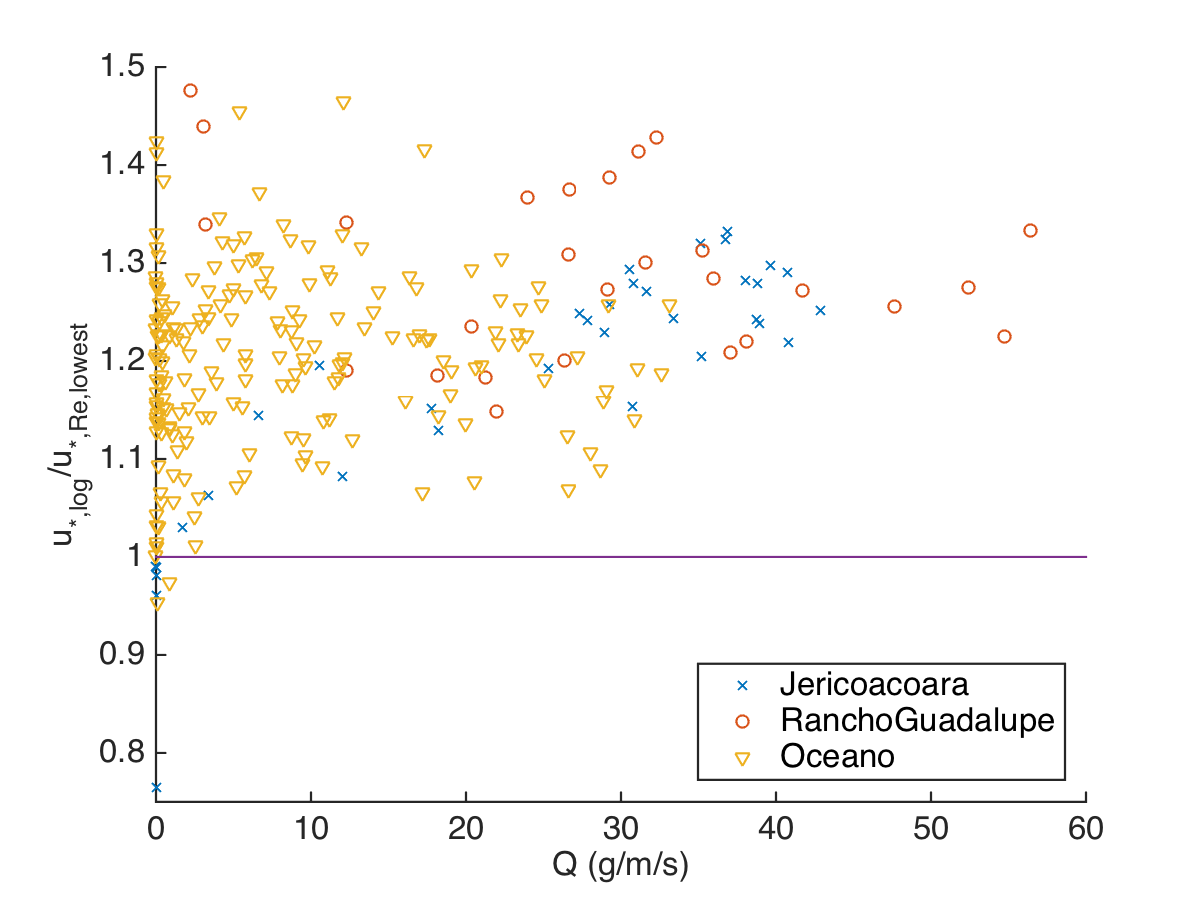 1.5
1.4
1.3
1.2
1.1
1
0.9
0.8
u*,log/u*,Re,lowest
Jericoacoara
RanchoGuadalupe
Oceano
0 10 20 30 40 50 60
Q (g/m/s)